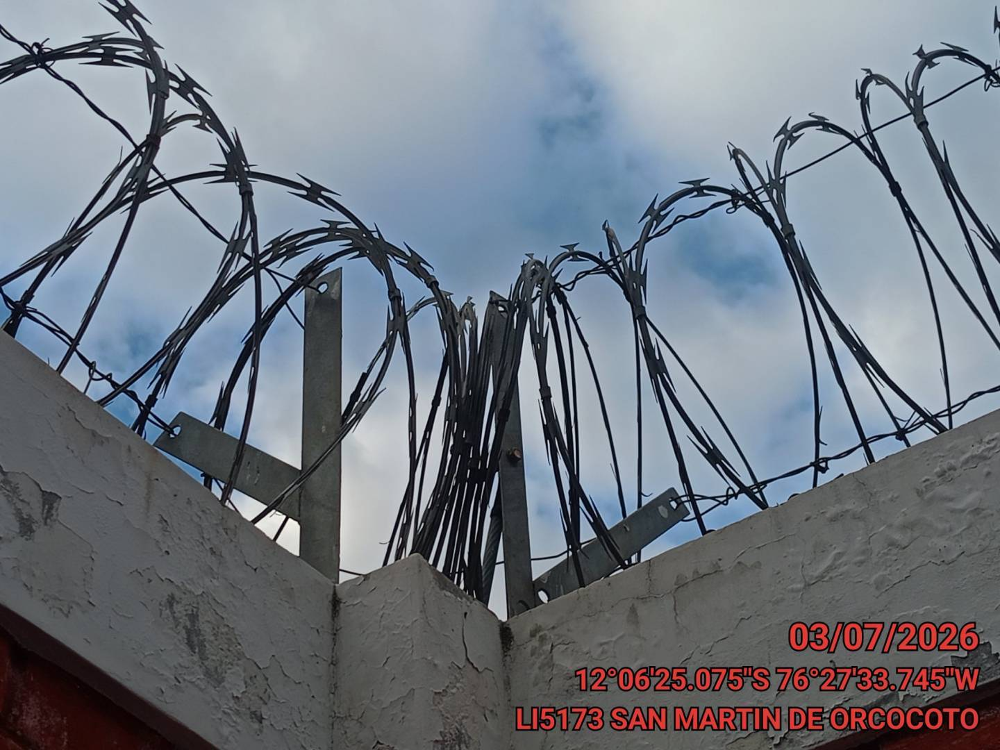 03/07/2026
12°06'25.075"S 76°27'33.745"W
LI5173 SAN MARTIN DE ORCOCOTO